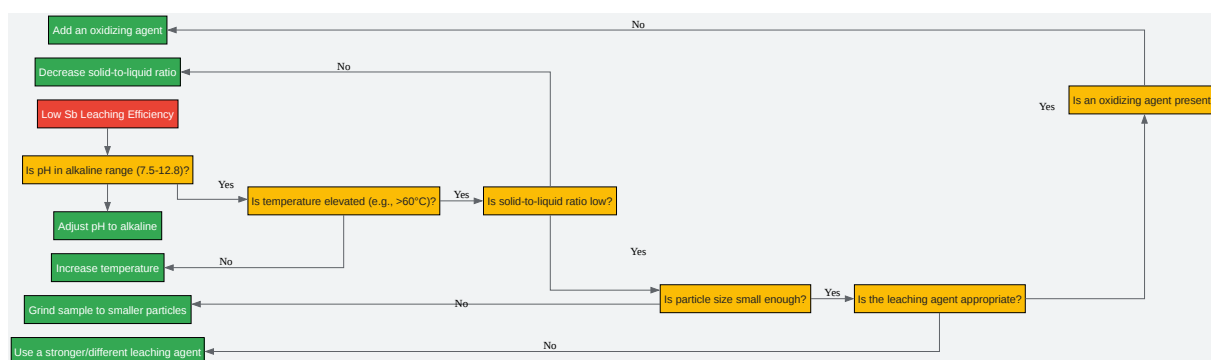 Add an oxidizing agent
No
Decrease solid-to-liquid ratio
No
Low Sb Leaching Efficiency
Is an oxidizing agent present
Yes
Is pH in alkaline range (7.5-12.8)?
Yes
Is temperature elevated (e.g., >60°C)?
Yes
Is solid-to-liquid ratio low?
Adjust pH to alkaline
Yes
Increase temperature
No
Grind sample to smaller particles
No
Is particle size small enough?
Yes
Is the leaching agent appropriate?
Use a stronger/different leaching agent
No